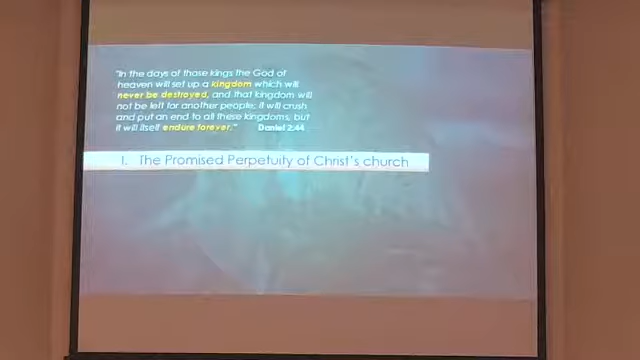 "In the days of those kings the God of
heaven will set up a kingdom which will
never be destroyed, and that kingdom will
not be left for another people; it will crush
and put an end to all these kingdoms, but
it will itself endure forever." Daniel 2:44
I. The Promised Perpetuity of Christ's church